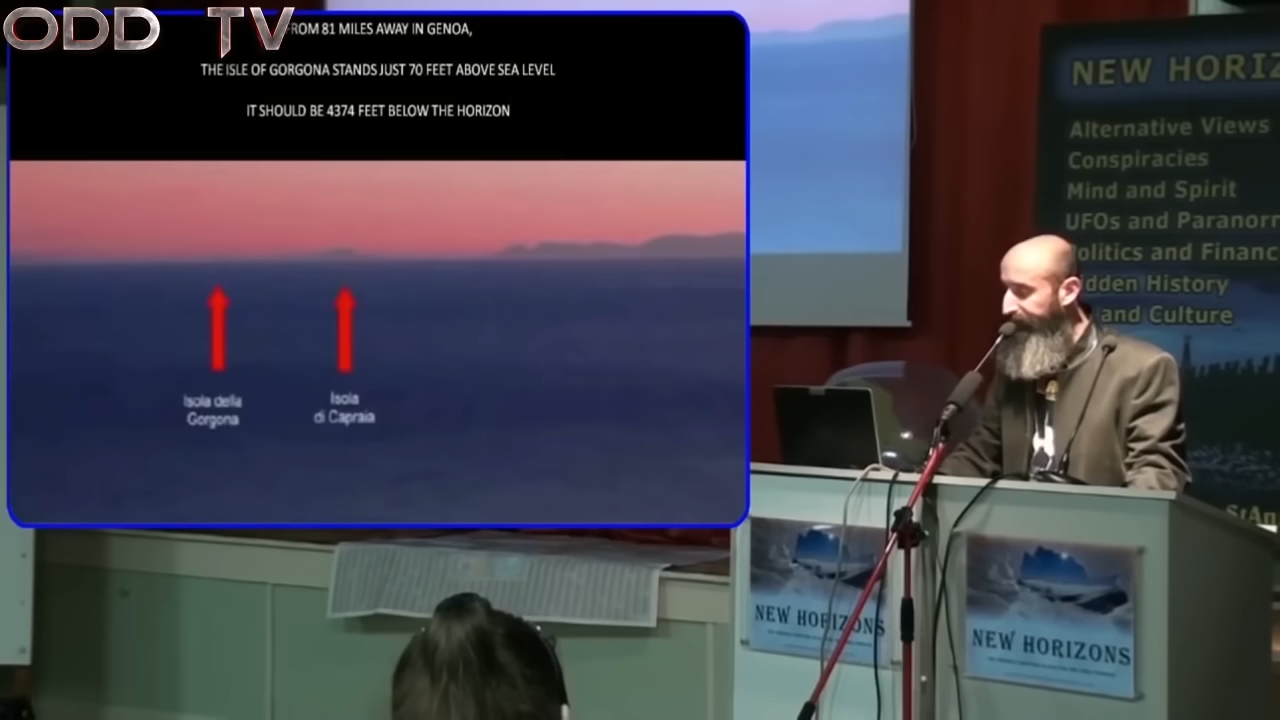 ODD TV
FROM 81 MILES AWAY IN GENOA,
THE ISLE OF GORGONA STANDS JUST 70 FEET ABOVE SEA LEVEL
IT SHOULD BE 4374 FEET BELOW THE HORIZON
Isola della
Gorgona
Isola
di Capraia
NEW HORIZ
Alternative Views
Conspiracies
Mind and Spirit
UFOs and Paranorm
olitics and Financ
dden History
and Culture
StAn
NEW HORIZONS
NEW HORIZONS